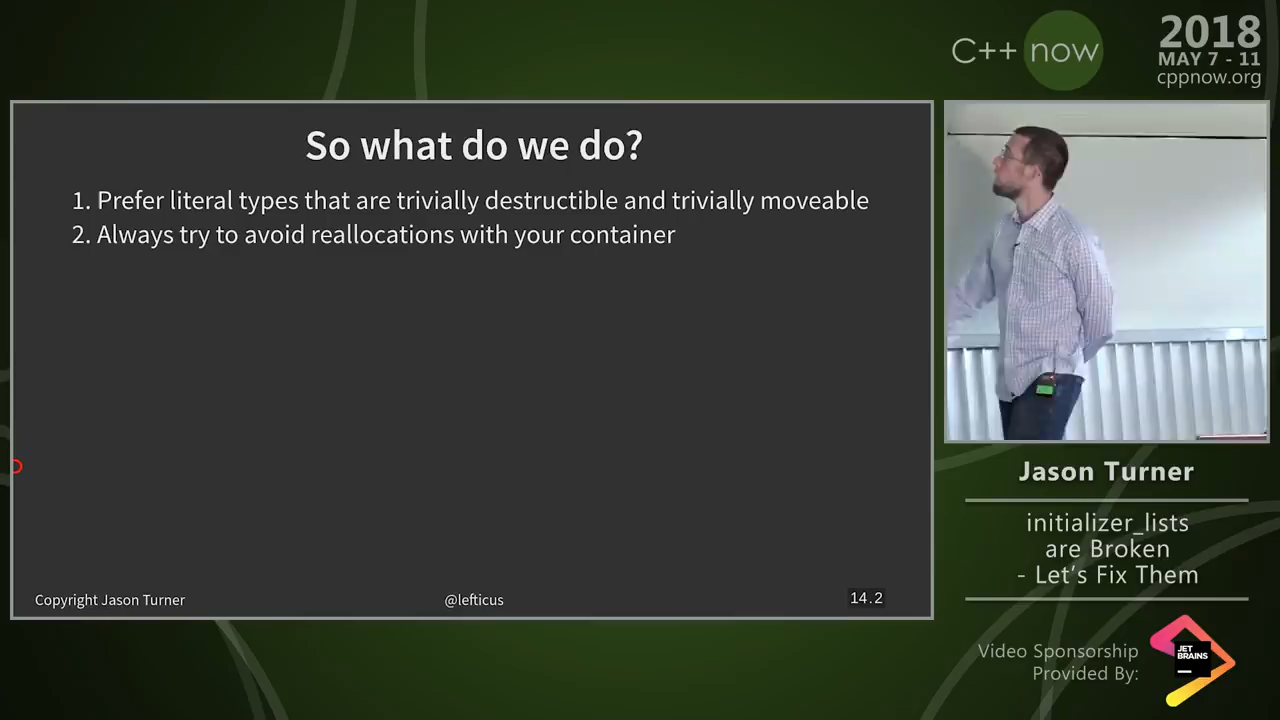 C++ now
2018
MAY 7 - 11
cppnow.org
So what do we do?
1. Prefer literal types that are trivially destructible and trivially moveable
2. Always try to avoid reallocations with your container
Copyright Jason Turner
@lefticus
14.2
Jason Turner
initializer_lists
are Broken
- Let's Fix Them
Video Sponsorship
Provided By:
JET
BRAINS